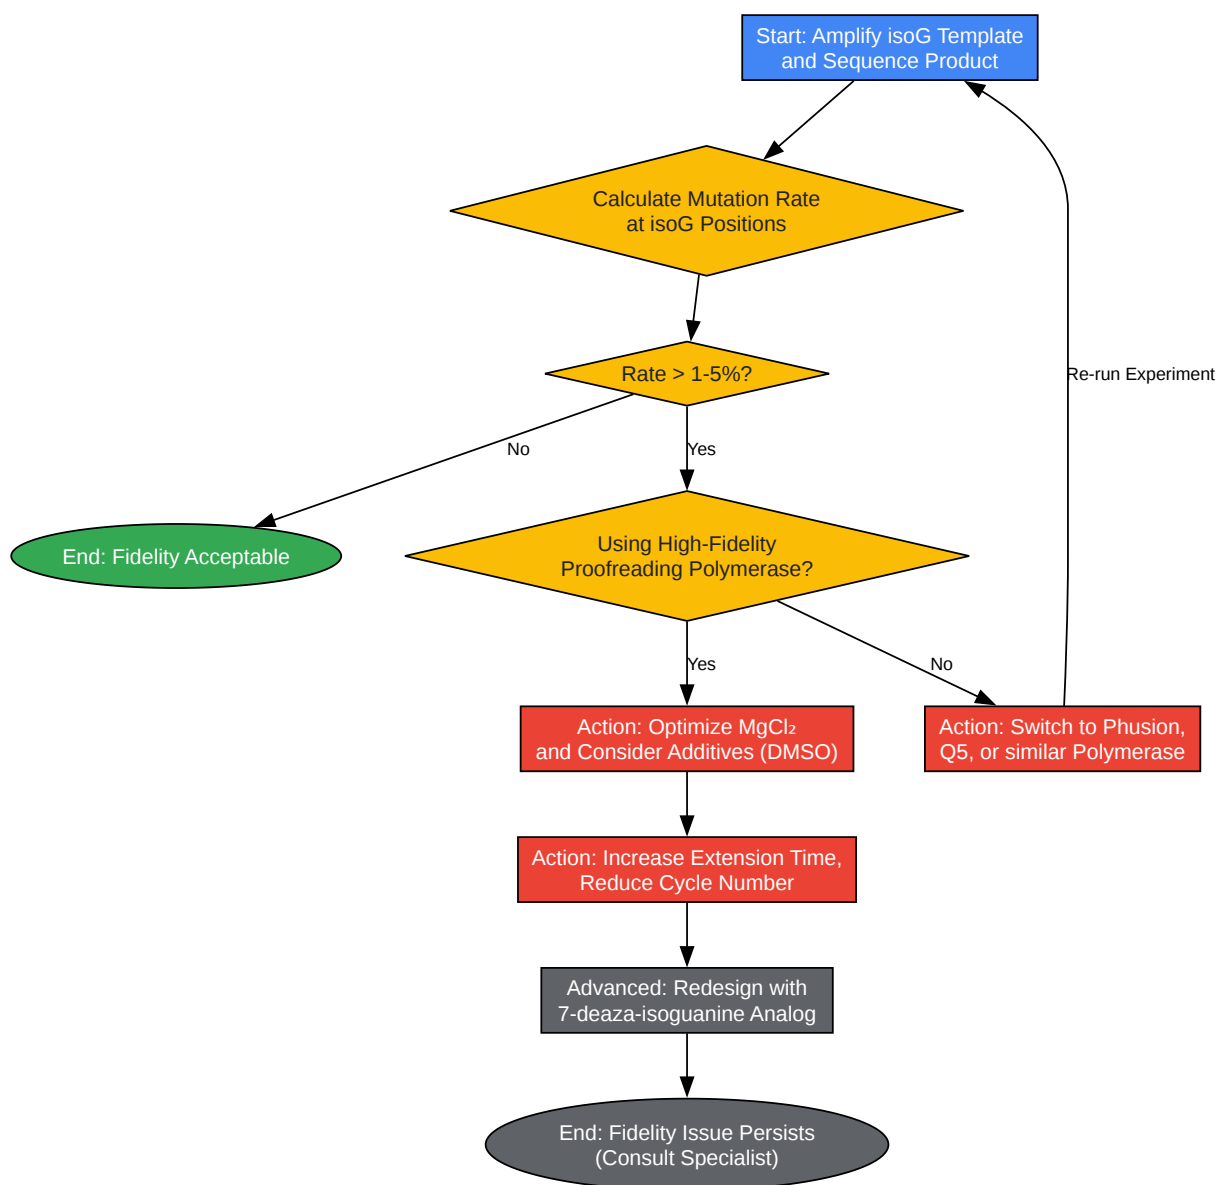 Start: Amplify isoG Template
and Sequence Product
Calculate Mutation Rate
at isoG Positions
Rate > 1-5%?
Re-run Experiment
No
Yes
End: Fidelity Acceptable
Using High-Fidelity
Proofreading Polymerase?
Yes
No
Action: Optimize MgCl₂
and Consider Additives (DMSO)
Action: Switch to Phusion,
Q5, or similar Polymerase
Action: Increase Extension Time,
Reduce Cycle Number
Advanced: Redesign with
7-deaza-isoguanine Analog
End: Fidelity Issue Persists
(Consult Specialist)